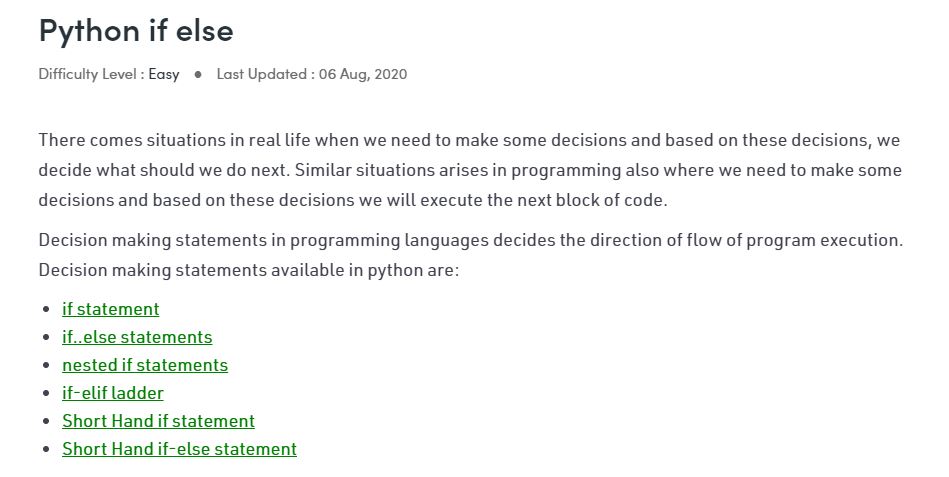 Python if else
Difficulty Level : Easy ● Last Updated : 06 Aug, 2020
There comes situations in real life when we need to make some decisions and based on these decisions, we
decide what should we do next. Similar situations arises in programming also where we need to make some
decisions and based on these decisions we will execute the next block of code.
Decision making statements in programming languages decides the direction of flow of program execution.
Decision making statements available in python are:
• if statement
• if..else statements
• nested if statements
• if-elif ladder
• Short Hand if statement
• Short Hand if-else statement